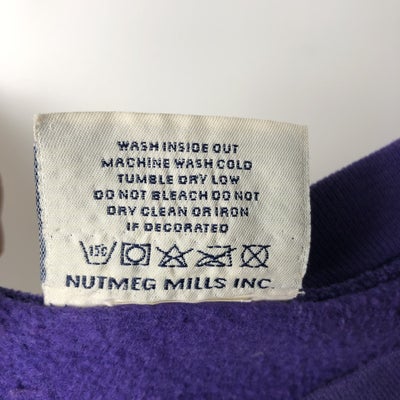 WASH INSIDE OUT
MACHINE WASH COLD
TUMBLE DRY LOW
DO NOT BLEACH DO NOT
DRY CLEAN OR IRON
IF DECORATED
NUTMEG MILLS INC.